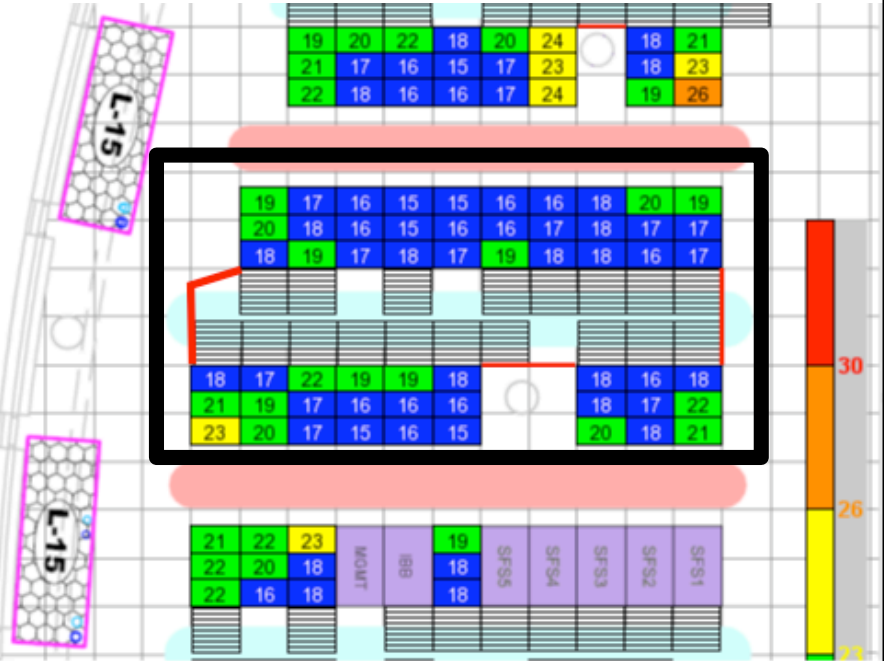 19 20 22 18 20 24 18 21
21 17 16 15 17 23 18 23
22 18 16 16 17 24 19 26
L-15
19 17 16 15 15 16 16 18 20 19
20 18 16 15 16 16 17 18 17 17
18 19 17 18 17 19 18 18 16 17
18 17 22 19 19 18 18 16 18
21 19 17 16 16 16 18 17 22
23 20 17 15 16 15 20 18 21
30
26
23
L-15
21 22 23 MGMT IBB 19 SFS5 SFS4 SFS3 SFS2 SFS1
22 20 18 18
22 16 18 18